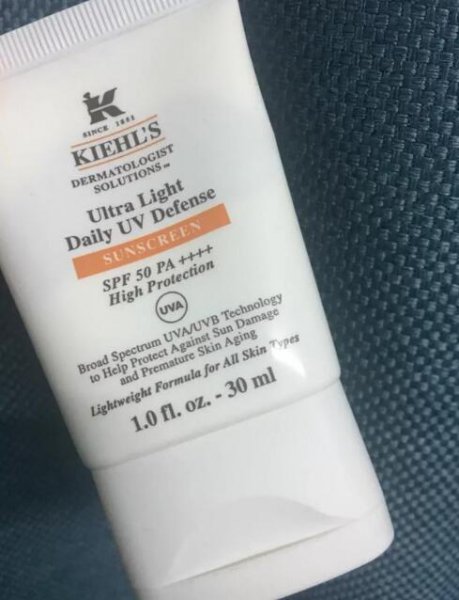 K
SINCE 1851
KIEHL'S
DERMATOLOGIST
SOLUTIONS™
Ultra Light
Daily UV Defense
SUNSCREEN
SPF 50 PA ++++
High Protection
UVA
Broad Spectrum UVA/UVB Technology
to Help Protect Against Sun Damage
and Premature Skin Aging
Lightweight Formula for All Skin Types
1.0 fl. oz. - 30 ml